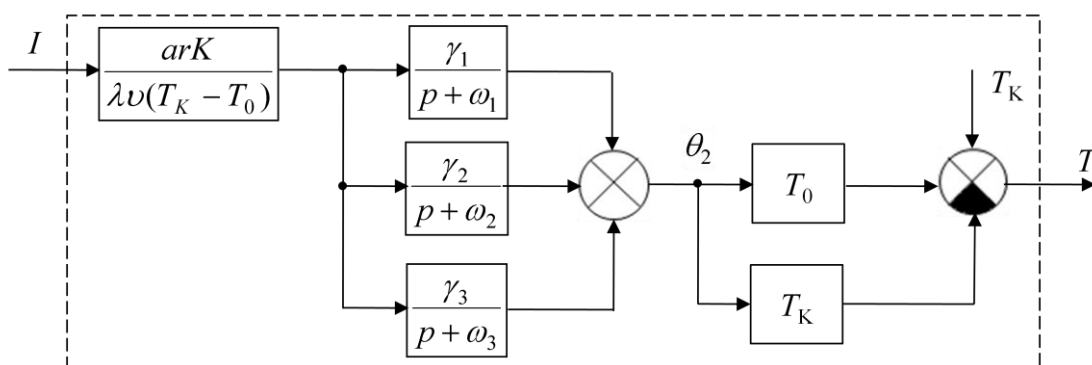 I
arK
λυ(T_K − T_0)
γ_1
p + ω_1
γ_2
p + ω_2
γ_3
p + ω_3
θ_2
T_0
T_K
T_K
T